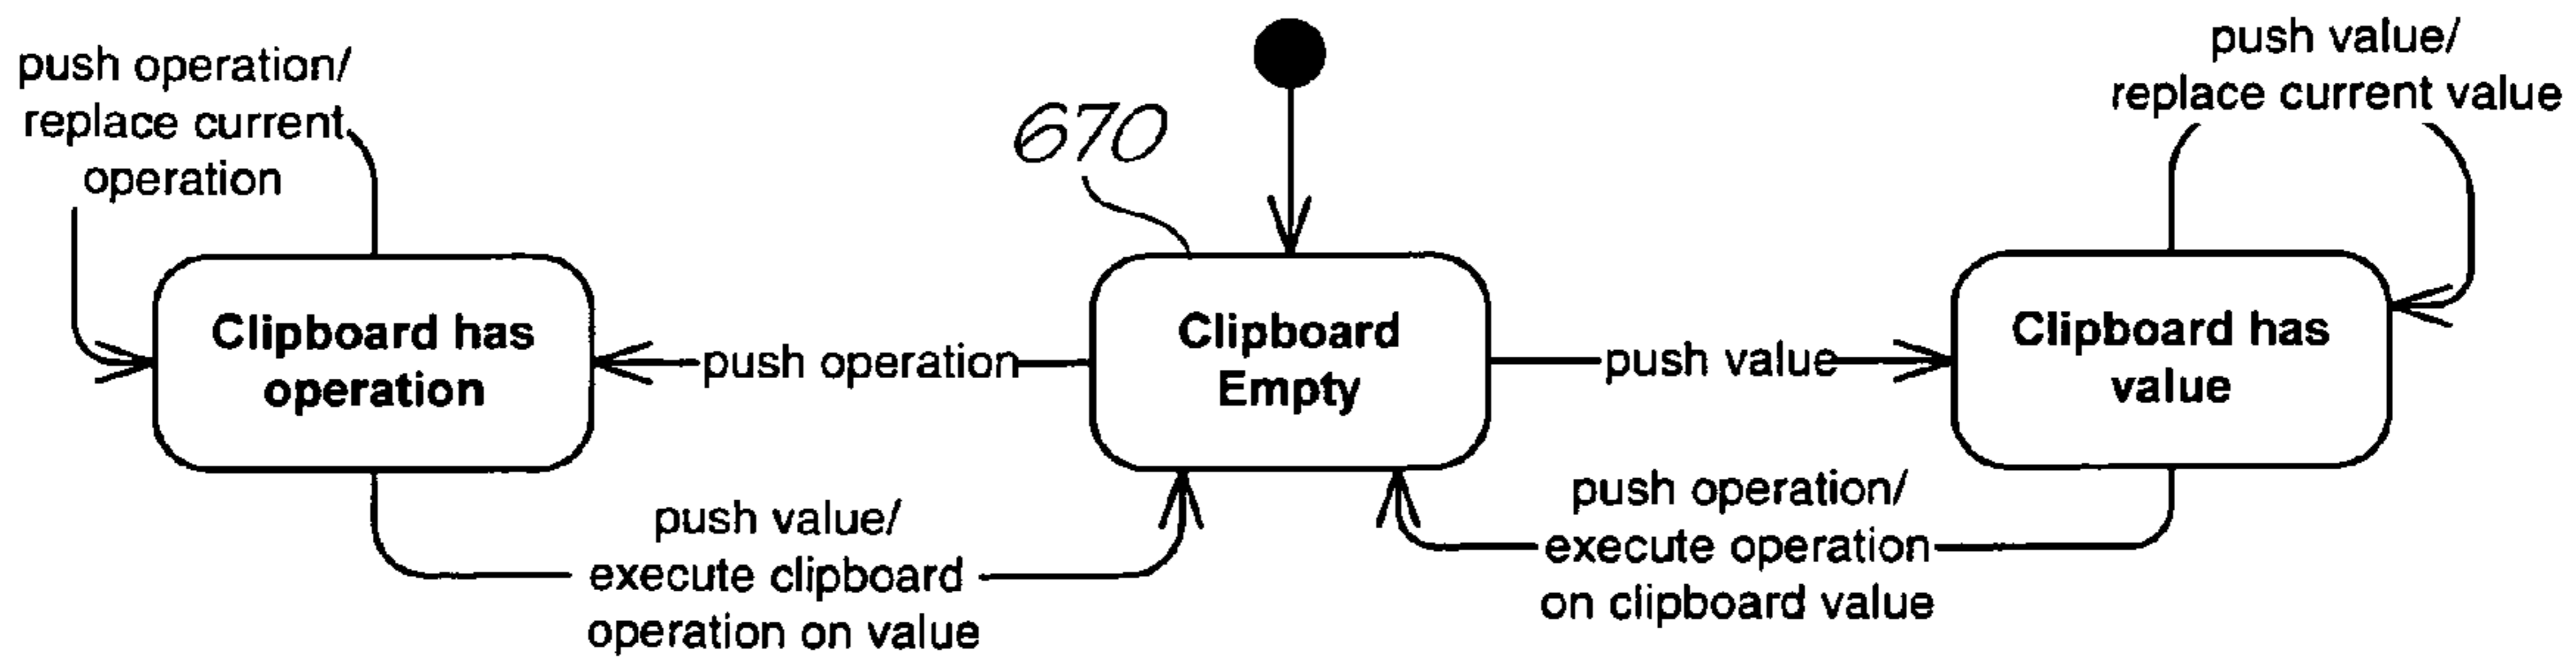 push operation/
replace current
operation
670
push value/
replace current value
Clipboard has
operation
push operation
Clipboard
Empty
push value
Clipboard has
value
push value/
execute clipboard
operation on value
push operation/
execute operation
on clipboard value